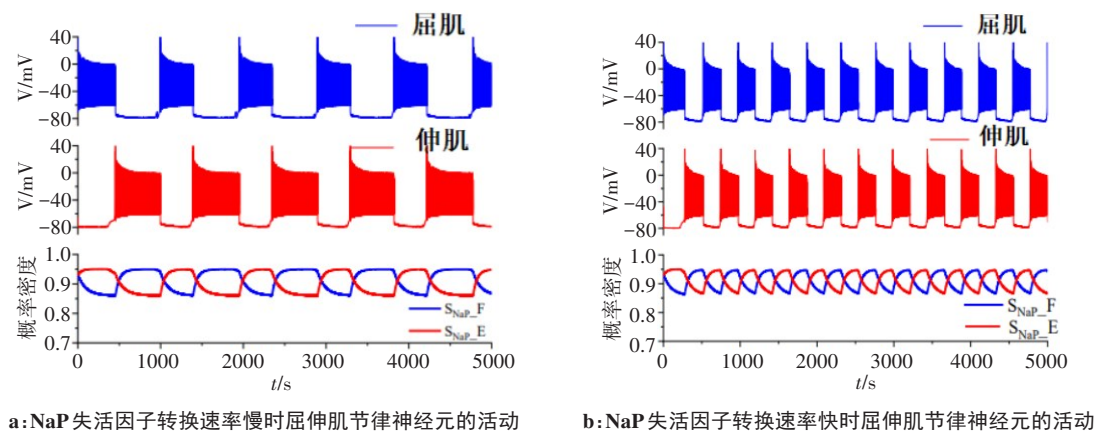 屈肌
40
0
-40
-80
V/mV
伸肌
40
0
-40
-80
V/mV
1.0
0.9
0.8
0.7
概率密度
S_NaP_F
S_NaP_E
0 1000 2000 3000 4000 5000
t/s
a:NaP失活因子转换速率慢时屈伸肌节律神经元的活动
屈肌
40
0
-40
-80
V/mV
伸肌
40
0
-40
-80
V/mV
1.0
0.9
0.8
0.7
概率密度
S_NaP_F
S_NaP_E
0 1000 2000 3000 4000 5000
t/s
b:NaP失活因子转换速率快时屈伸肌节律神经元的活动